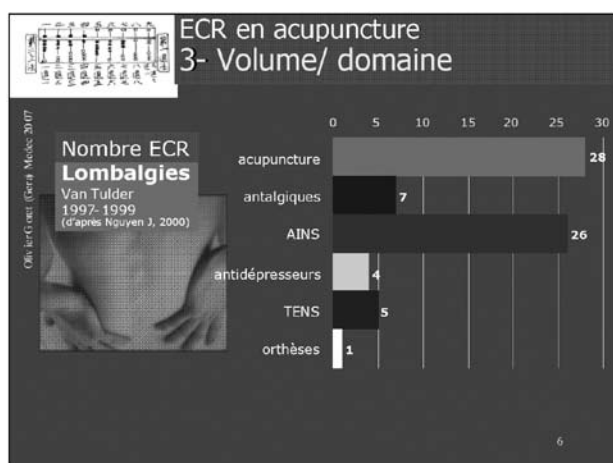 ECR en acupuncture
3- Volume/ domaine
Nombre ECR
Lombalgies
Van Tulder
1997-1999
(d'après Nguyen J, 2000)
0 5 10 15 20 25 30
acupuncture 28
antalgiques 7
AINS 26
antidépresseurs 4
TENS 5
orthèses 1
(Gera) Medec 2007
6